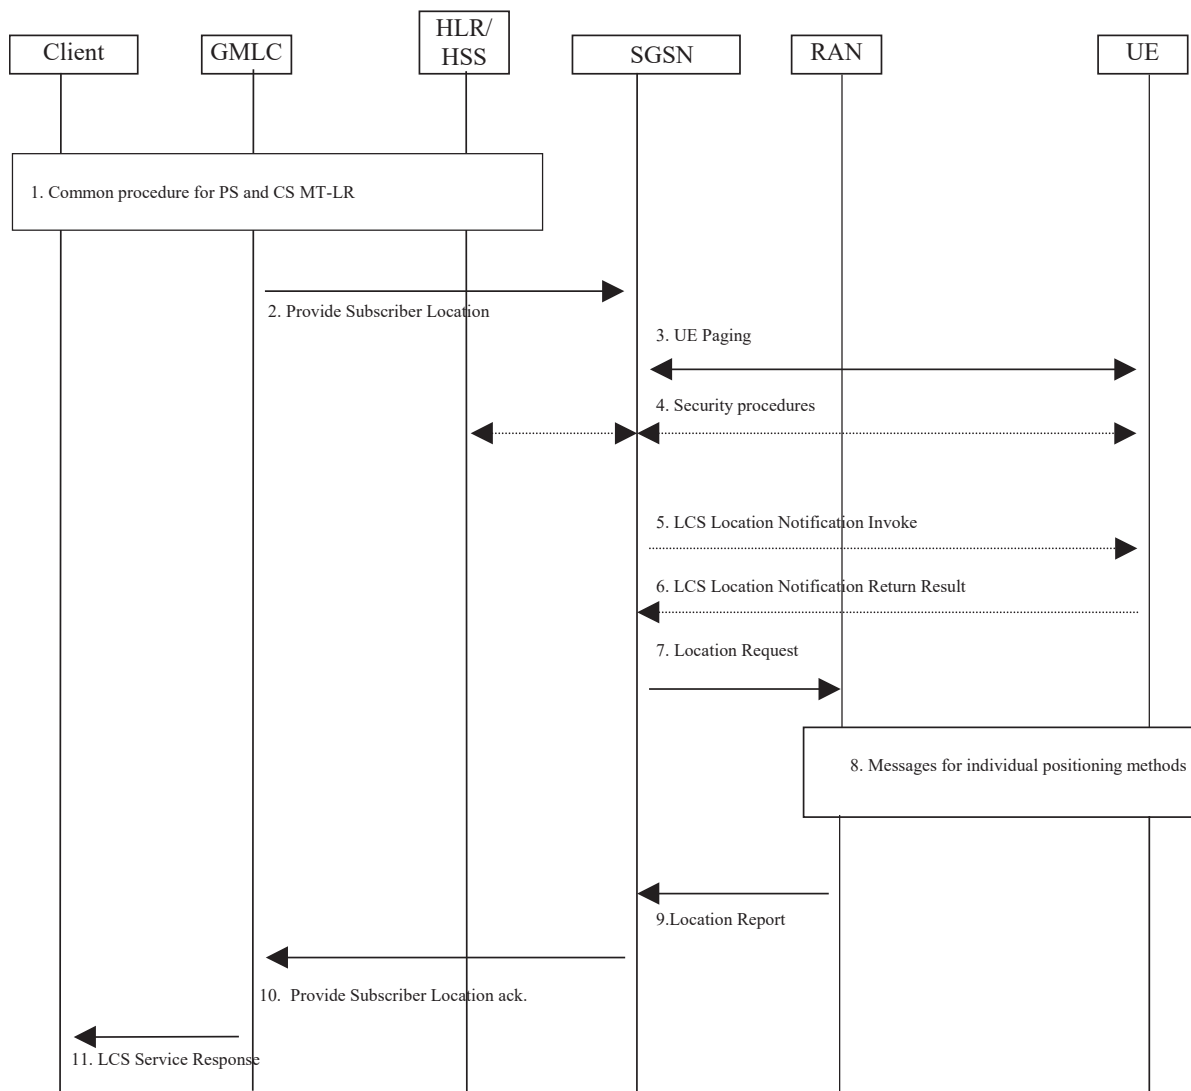 Client
GMLC
HLR/
HSS
SGSN
RAN
UE
1. Common procedure for PS and CS MT-LR
2. Provide Subscriber Location
3. UE Paging
4. Security procedures
5. LCS Location Notification Invoke
6. LCS Location Notification Return Result
7. Location Request
8. Messages for individual positioning methods
9.Location Report
10.  Provide Subscriber Location ack.
11. LCS Service Response